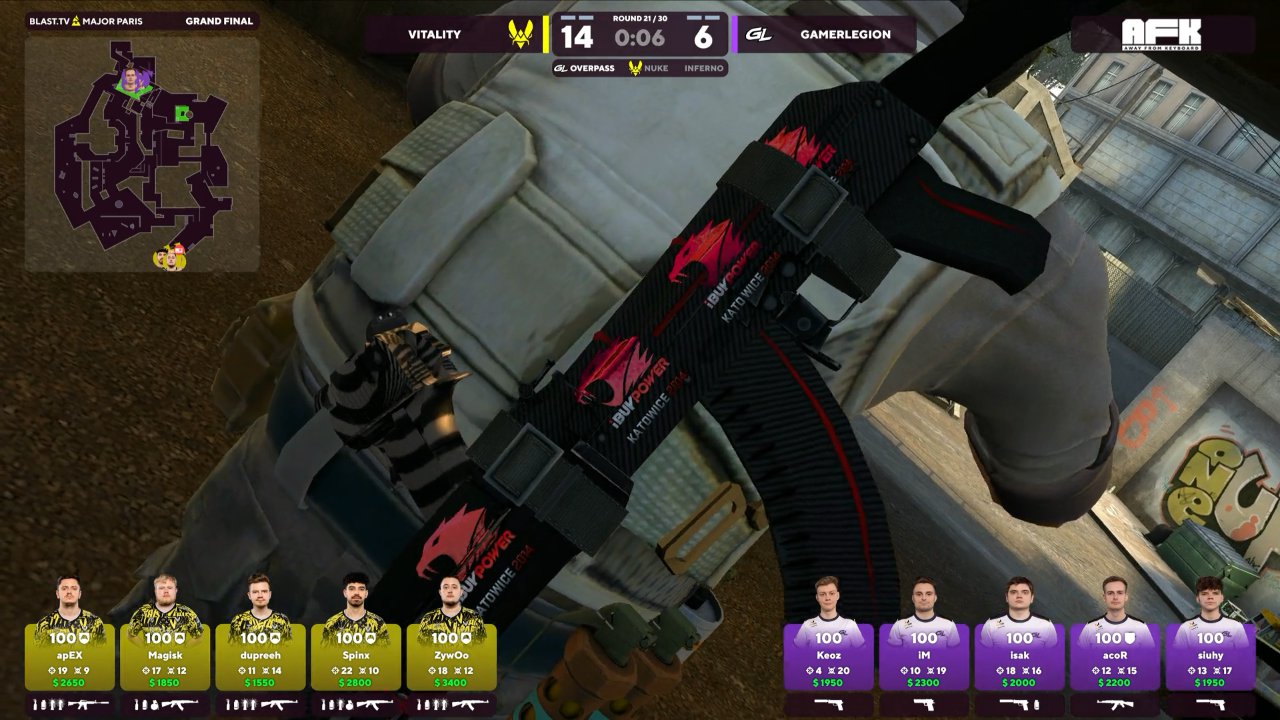 BLAST.TV MAJOR PARIS GRAND FINAL
VITALITY 14 ROUND 21 / 30 0:06 6 GL GAMERLEGION
AFK
AWAY FROM KEYBOARD
GL OVERPASS NUKE INFERNO
2014
iBUYPOWER
KATOWICE 2014
iBUYPOWER
KATOWICE 2014
BUYPOWER
KATOWICE 2014
100 100 100 100 100 100 100 100 100 100
apEX Magisk dupreeh Spinx ZywOo Keoz iM isak acoR siuhy
19 9 17 12 11 14 22 10 18 12 4 20 10 19 18 16 12 15 13 17
$2650 $1850 $1550 $2800 $3400 $1950 $2300 $2000 $2200 $1950